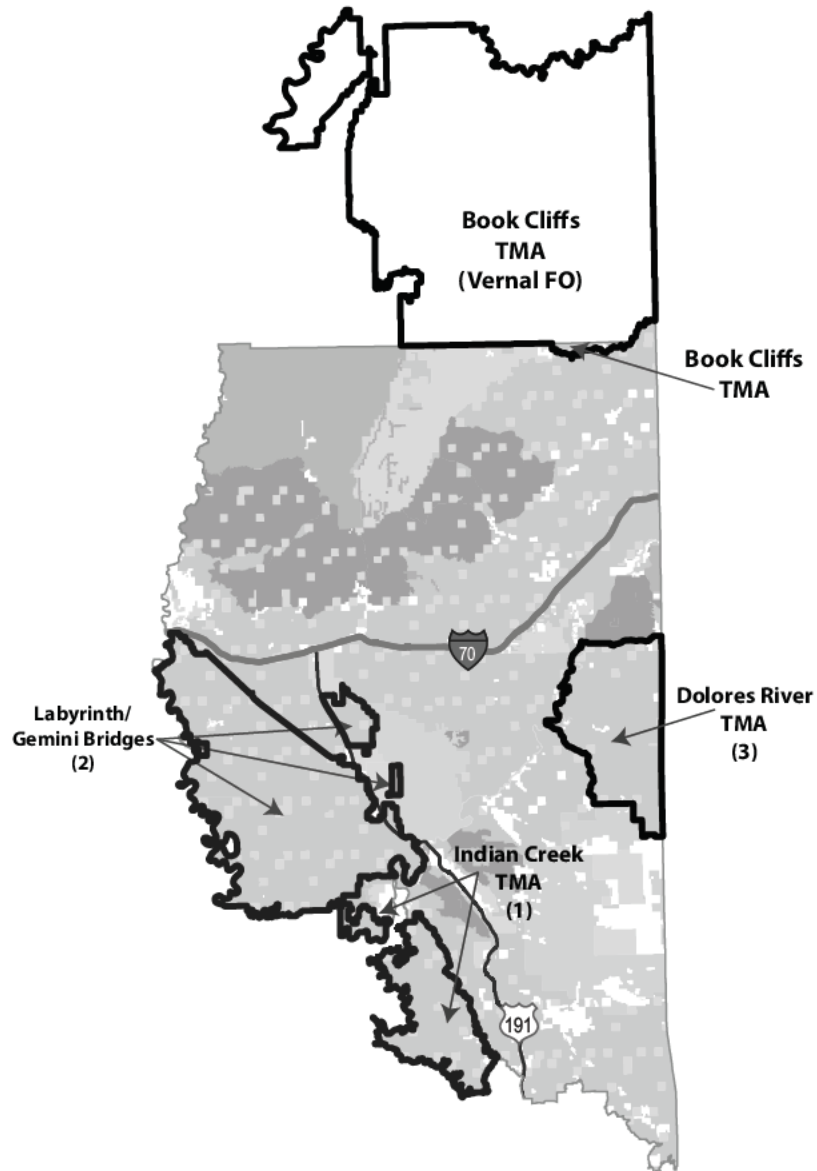 Book Cliffs
TMA
(Vernal FO)
Book Cliffs
TMA
70
Dolores River
TMA
(3)
Labyrinth/
Gemini Bridges
(2)
Indian Creek
TMA
(1)
191